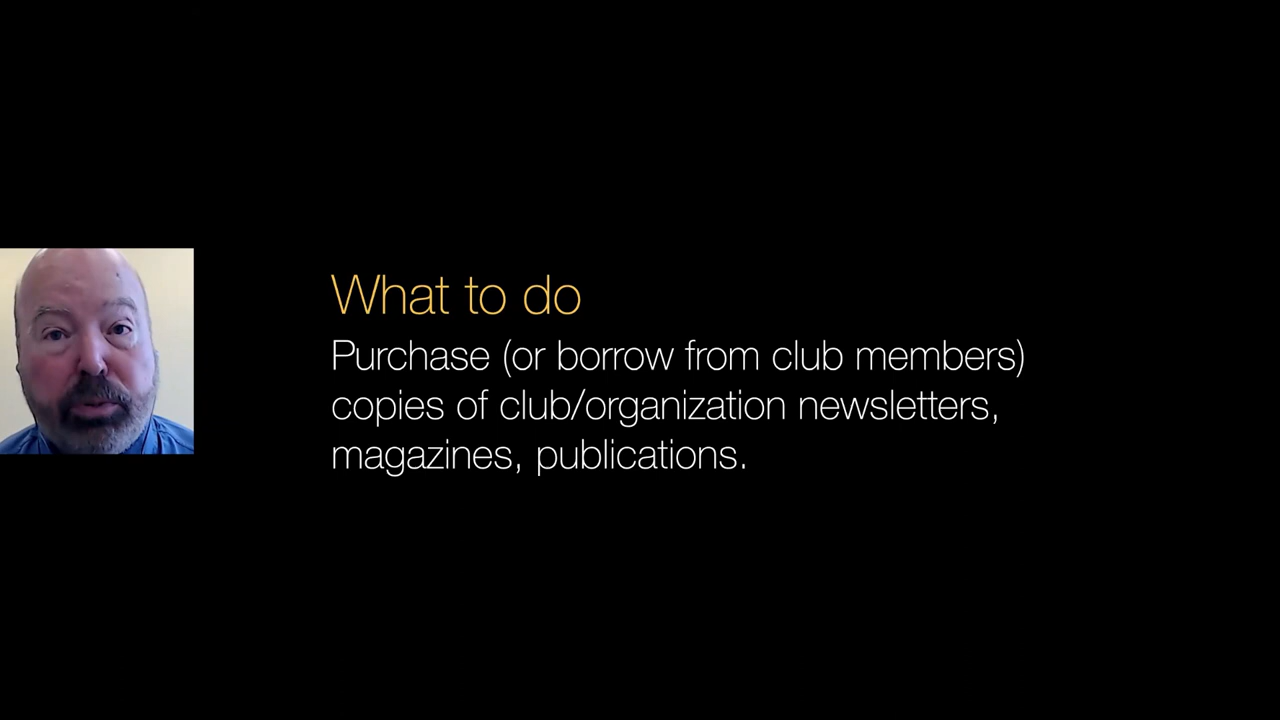 What to do
Purchase (or borrow from club members)
copies of club/organization newsletters,
magazines, publications.